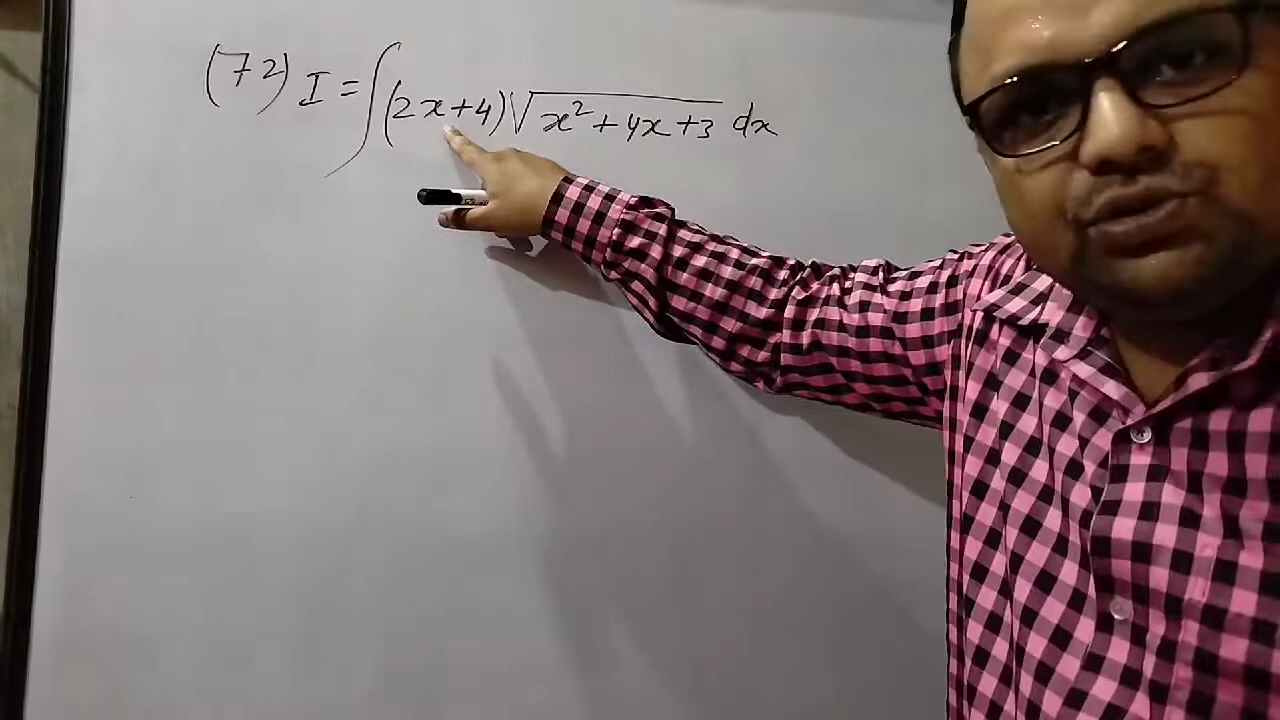 (72) I = ∫(2x+4)√(x²+4x+3) dx